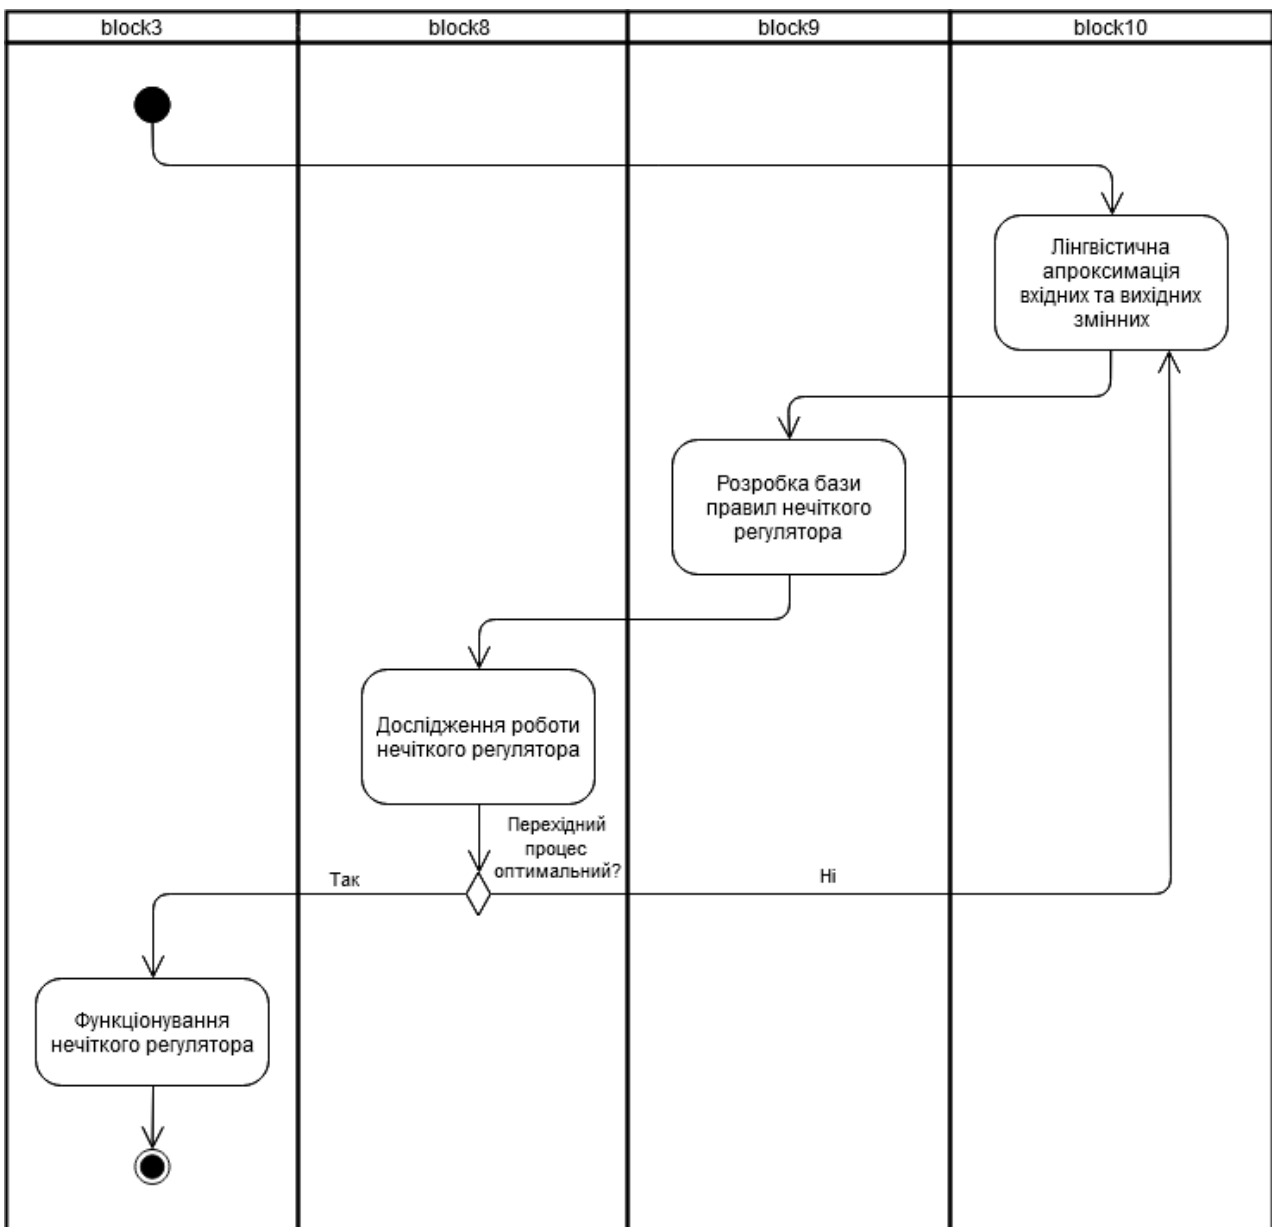 block3
block8
block9
block10
Лінгвістична
апроксимація
вхідних та вихідних
змінних
Розробка бази
правил нечіткого
регулятора
Дослідження роботи
нечіткого регулятора
Перехідний
процес
оптимальний?
Так
Ні
Функціонування
нечіткого регулятора